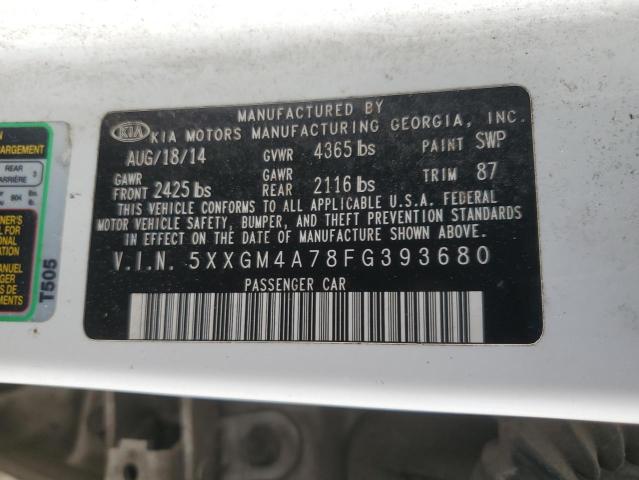 MANUFACTURED BY
KIA KIA MOTORS MANUFACTURING GEORGIA, INC.
AUG/18/14 GVWR 4365 lbs PAINT SWP
GAWR FRONT 2425 lbs GAWR REAR 2116 lbs TRIM 87
THIS VEHICLE CONFORMS TO ALL APPLICABLE U.S.A. FEDERAL
MOTOR VEHICLE SAFETY, BUMPER, AND THEFT PREVENTION STANDARDS
IN EFFECT ON THE DATE OF MANUFACTURE SHOWN ABOVE.
V.I.N. 5XXGM4A78FG393680
PASSENGER CAR
REAR
T505